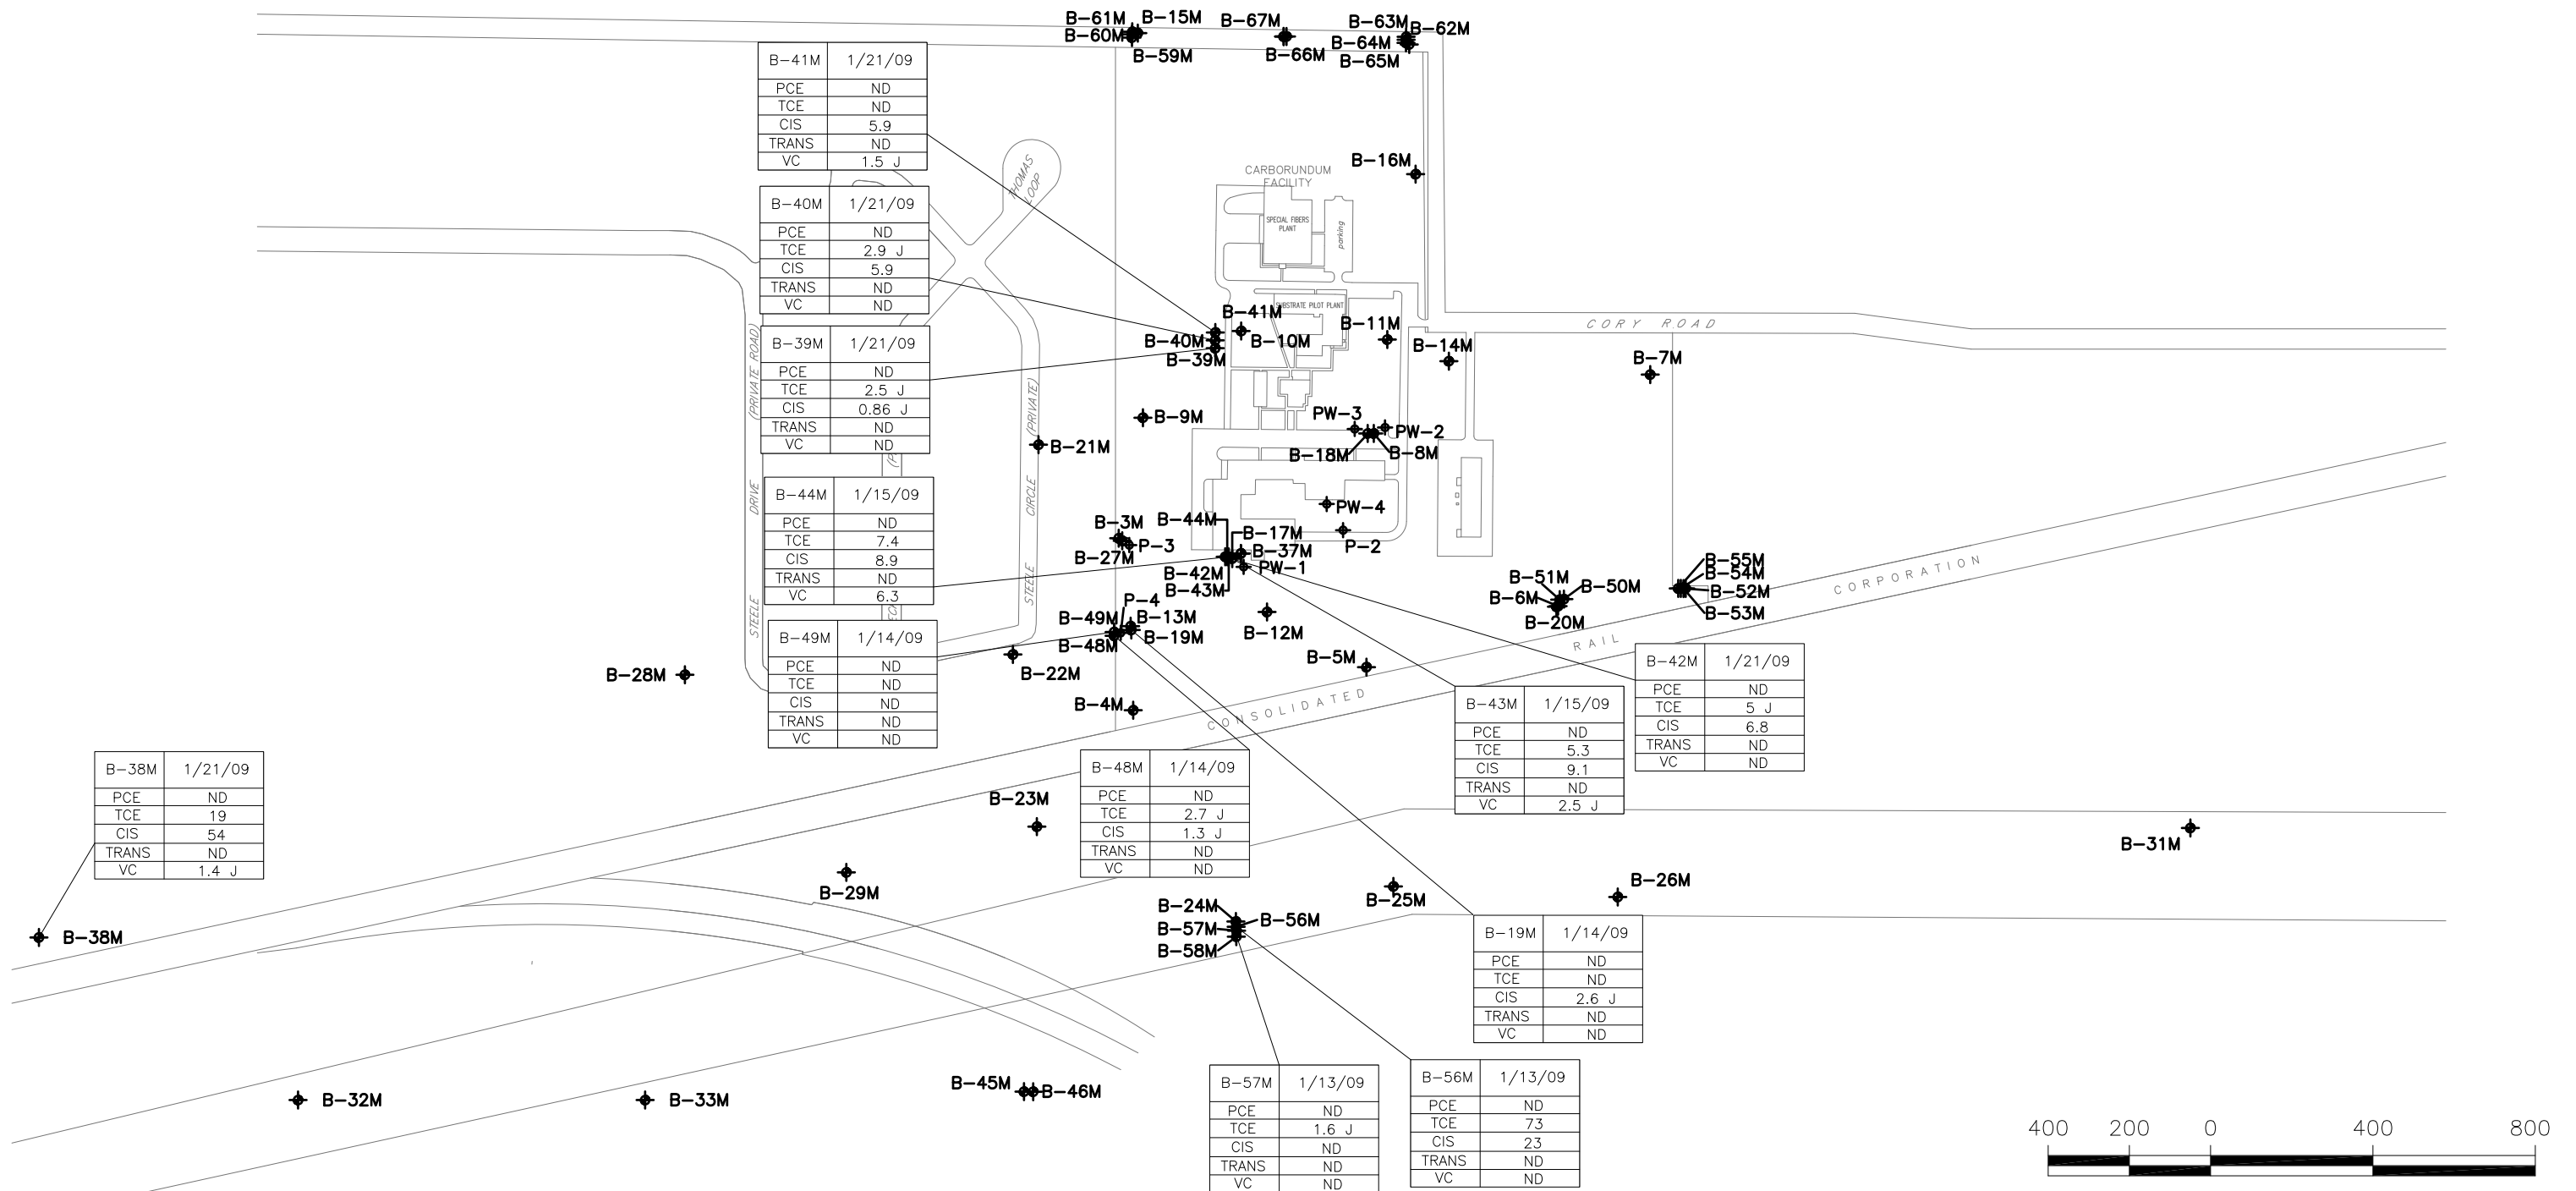 B-61M
B-15M
B-67M
B-63M
B-62M
B-60M
B-64M
B-59M
B-66M
B-65M
B-41M 1/21/09
PCE ND
TCE ND
CIS 5.9
TRANS ND
VC 1.5 J
THOMAS
LOOP
CARBORUNDUM
FACILITY
B-16M
SPECIAL FIBERS
PLANT
parking
B-40M 1/21/09
PCE ND
TCE 2.9 J
CIS 5.9
TRANS ND
VC ND
SUBSTRATE PILOT PLANT
B-41M
B-40M
B-10M
B-39M
B-11M
B-14M
CORY ROAD
B-7M
B-39M 1/21/09
PCE ND
TCE 2.5 J
CIS 0.86 J
TRANS ND
VC ND
STEELE DRIVE (PRIVATE ROAD)
STEELE CIRCLE (PRIVATE)
B-9M
B-21M
PW-3
PW-2
B-18M
B-8M
PW-4
P-2
B-44M 1/15/09
PCE ND
TCE 7.4
CIS 8.9
TRANS ND
VC 6.3
B-3M
P-3
B-27M
B-44M
B-17M
B-37M
PW-1
B-42M
B-43M
B-51M
B-50M
B-6M
B-20M
B-55M
B-54M
B-52M
B-53M
P-4
B-49M
B-13M
B-48M
B-19M
B-12M
B-5M
B-22M
B-28M
B-4M
B-49M 1/14/09
PCE ND
TCE ND
CIS ND
TRANS ND
VC ND
CONSOLIDATED RAIL CORPORATION
B-42M 1/21/09
PCE ND
TCE 5 J
CIS 6.8
TRANS ND
VC ND
B-43M 1/15/09
PCE ND
TCE 5.3
CIS 9.1
TRANS ND
VC 2.5 J
B-38M 1/21/09
PCE ND
TCE 19
CIS 54
TRANS ND
VC 1.4 J
B-48M 1/14/09
PCE ND
TCE 2.7 J
CIS 1.3 J
TRANS ND
VC ND
B-23M
B-29M
B-31M
B-25M
B-26M
B-38M
B-24M
B-56M
B-57M
B-58M
B-19M 1/14/09
PCE ND
TCE ND
CIS 2.6 J
TRANS ND
VC ND
B-32M
B-33M
B-45M
B-46M
B-57M 1/13/09
PCE ND
TCE 1.6 J
CIS ND
TRANS ND
VC ND
B-56M 1/13/09
PCE ND
TCE 73
CIS 23
TRANS ND
VC ND
400 200 0 400 800